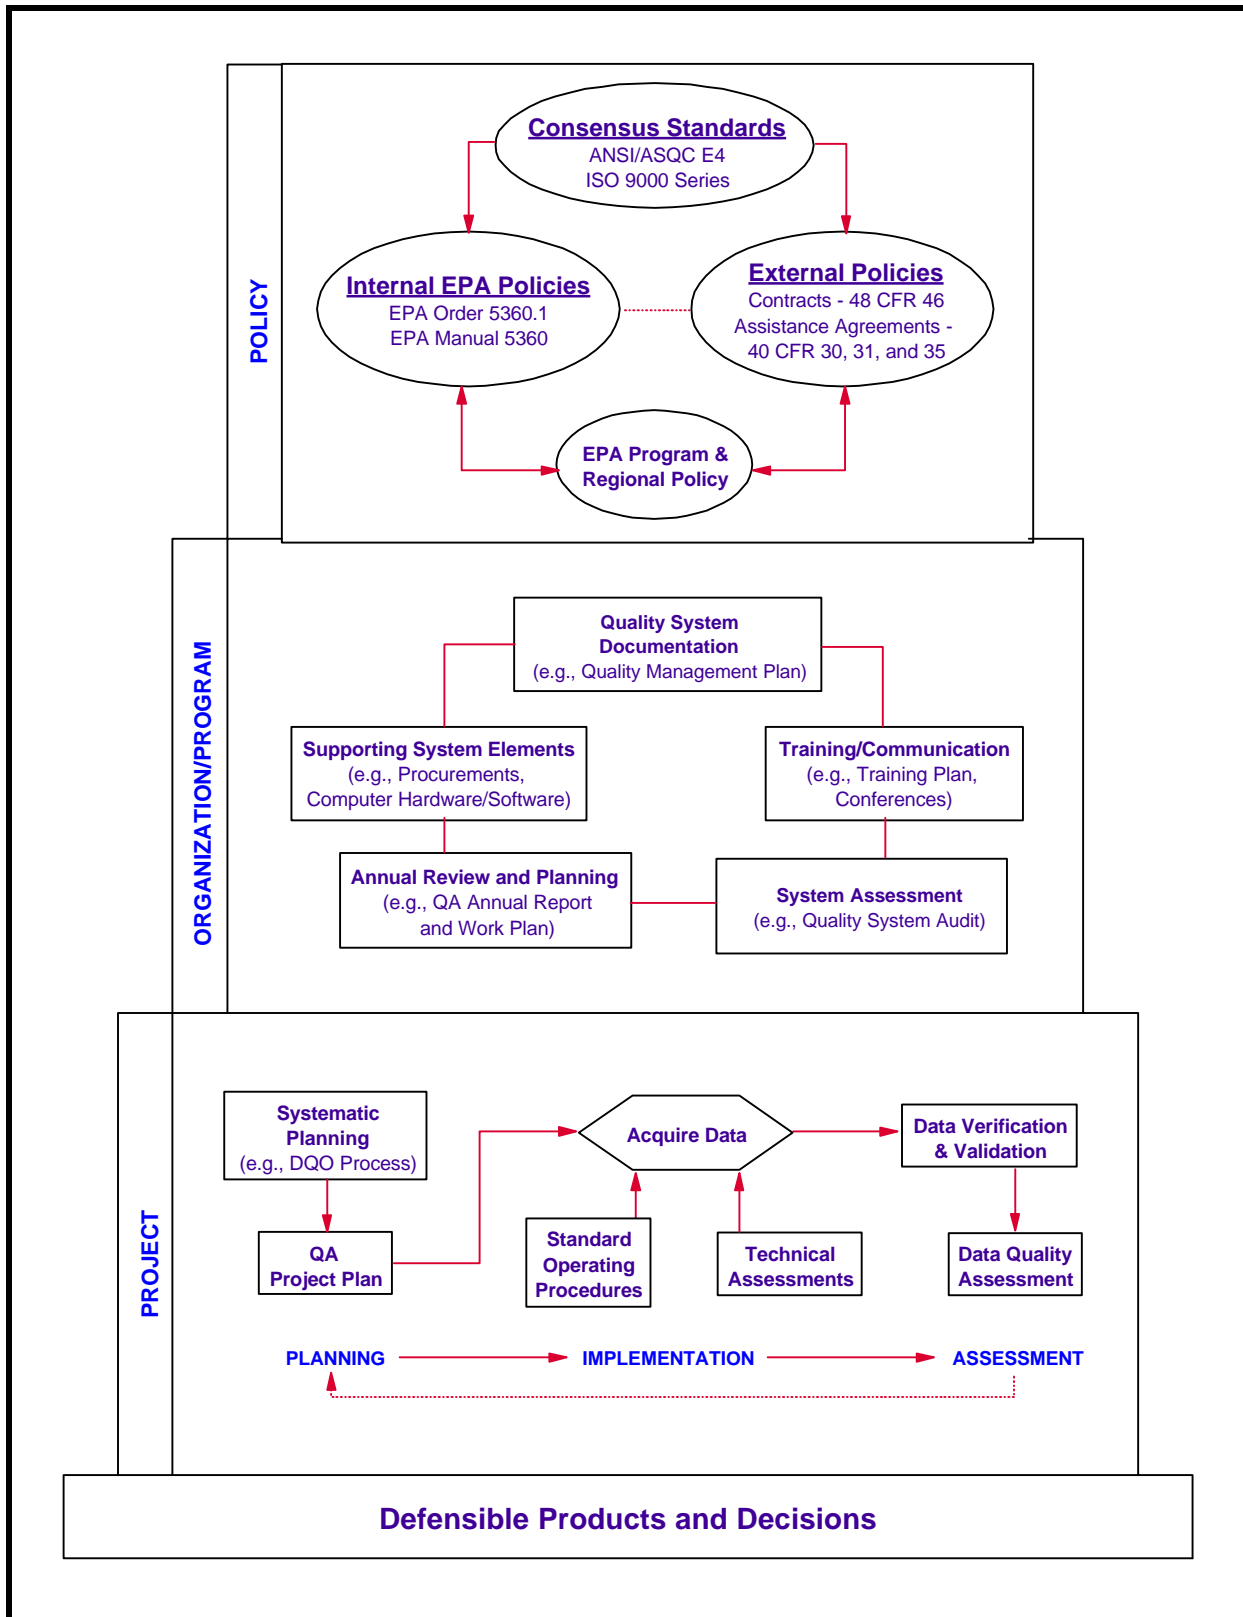 POLICY
Consensus Standards
ANSI/ASQC E4
ISO 9000 Series
Internal EPA Policies
EPA Order 5360.1
EPA Manual 5360
External Policies
Contracts - 48 CFR 46
Assistance Agreements -
40 CFR 30, 31, and 35
EPA Program &
Regional Policy
ORGANIZATION/PROGRAM
Quality System
Documentation
(e.g., Quality Management Plan)
Supporting System Elements
(e.g., Procurements,
Computer Hardware/Software)
Training/Communication
(e.g., Training Plan,
Conferences)
Annual Review and Planning
(e.g., QA Annual Report
and Work Plan)
System Assessment
(e.g., Quality System Audit)
PROJECT
Systematic
Planning
(e.g., DQO Process)
QA
Project Plan
Acquire Data
Standard
Operating
Procedures
Technical
Assessments
Data Verification
& Validation
Data Quality
Assessment
PLANNING
IMPLEMENTATION
ASSESSMENT
Defensible Products and Decisions